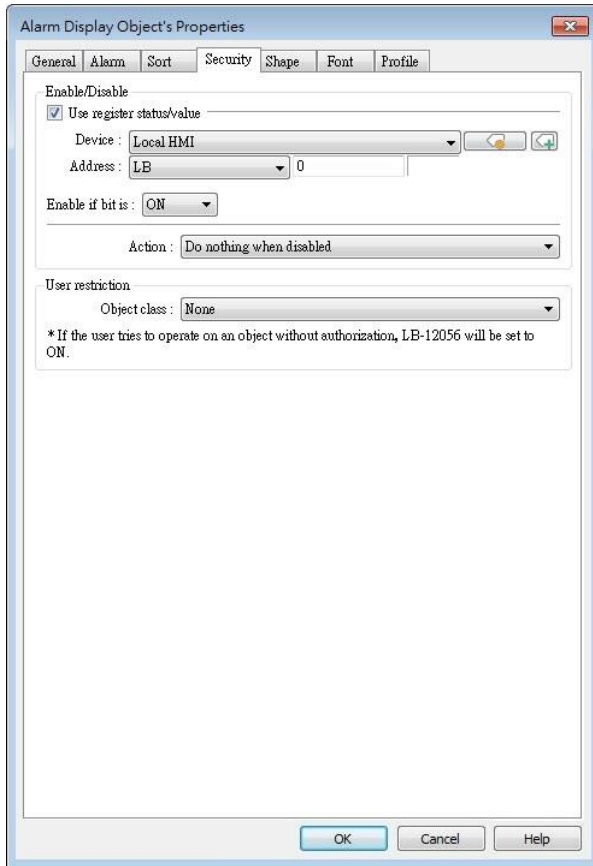 Alarm Display Object's Properties
General Alarm Sort Security Shape Font Profile
Enable/Disable
Use register status/value
Device : Local HMI
Address : LB 0
Enable if bit is : ON
Action : Do nothing when disabled
User restriction
Object class : None
* If the user tries to operate on an object without authorization, LB-12056 will be set to
ON.
OK Cancel Help